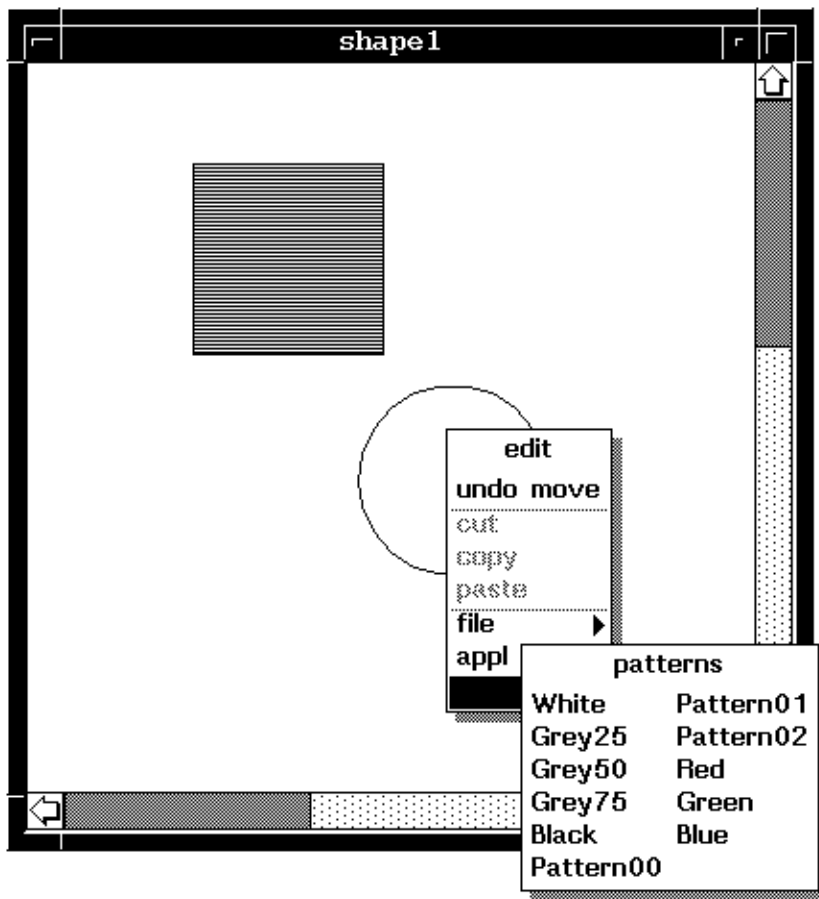 shape1
edit
undo move
cut
copy
paste
file
appl
patterns
White Pattern01
Grey25 Pattern02
Grey50 Red
Grey75 Green
Black Blue
Pattern00